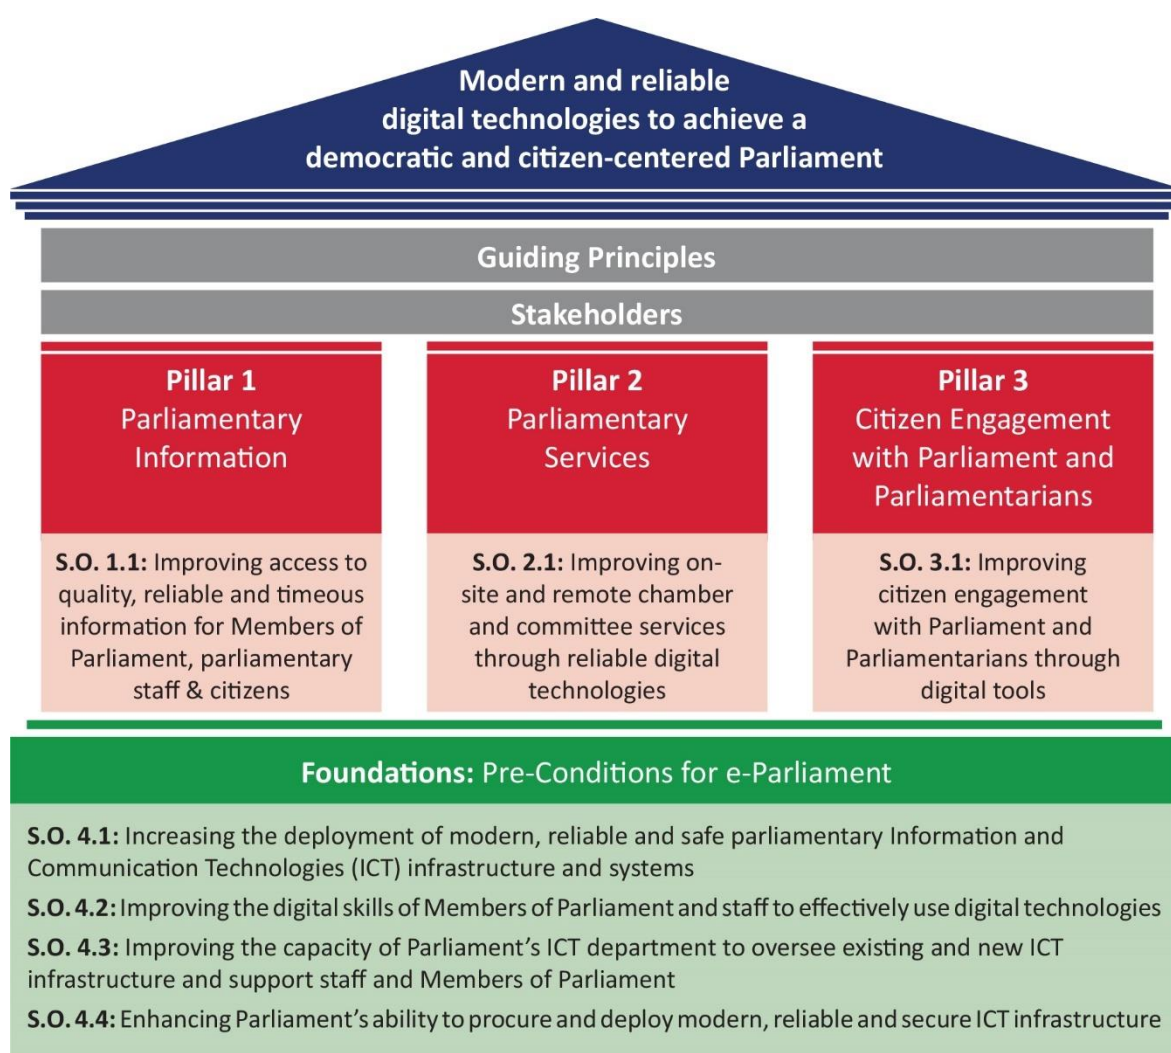 Modern and reliable
digital technologies to achieve a
democratic and citizen-centered Parliament
Guiding Principles
Stakeholders
Pillar 1
Parliamentary
Information
S.O. 1.1: Improving access to
quality, reliable and timeous
information for Members of
Parliament, parliamentary
staff & citizens
Pillar 2
Parliamentary
Services
S.O. 2.1: Improving on-
site and remote chamber
and committee services
through reliable digital
technologies
Pillar 3
Citizen Engagement
with Parliament and
Parliamentarians
S.O. 3.1: Improving
citizen engagement
with Parliament and
Parliamentarians through
digital tools
Foundations: Pre-Conditions for e-Parliament
S.O. 4.1: Increasing the deployment of modern, reliable and safe parliamentary Information and
Communication Technologies (ICT) infrastructure and systems
S.O. 4.2: Improving the digital skills of Members of Parliament and staff to effectively use digital technologies
S.O. 4.3: Improving the capacity of Parliament’s ICT department to oversee existing and new ICT
infrastructure and support staff and Members of Parliament
S.O. 4.4: Enhancing Parliament’s ability to procure and deploy modern, reliable and secure ICT infrastructure